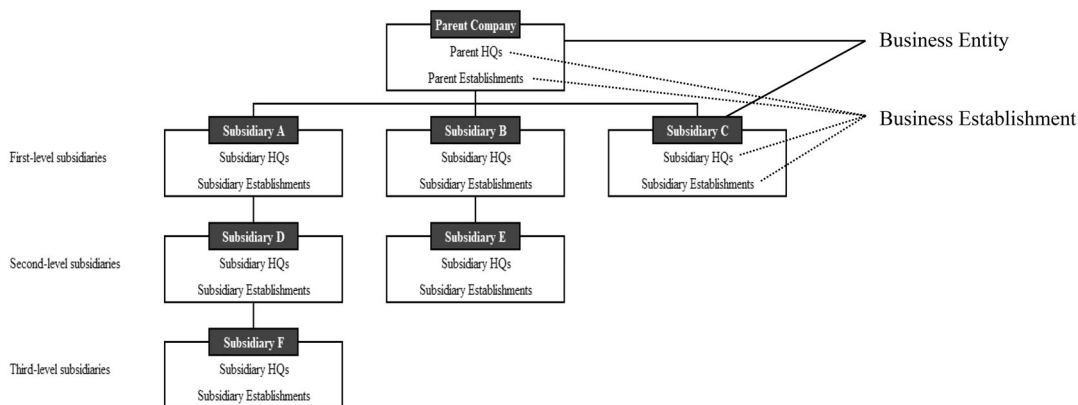 Parent Company
Business Entity
Parent HQs
Parent Establishments
Business Establishment
Subsidiary A
Subsidiary B
Subsidiary C
First-level subsidiaries
Subsidiary HQs
Subsidiary HQs
Subsidiary HQs
Subsidiary Establishments
Subsidiary Establishments
Subsidiary Establishments
Subsidiary D
Subsidiary E
Second-level subsidiaries
Subsidiary HQs
Subsidiary HQs
Subsidiary Establishments
Subsidiary Establishments
Subsidiary F
Third-level subsidiaries
Subsidiary HQs
Subsidiary Establishments